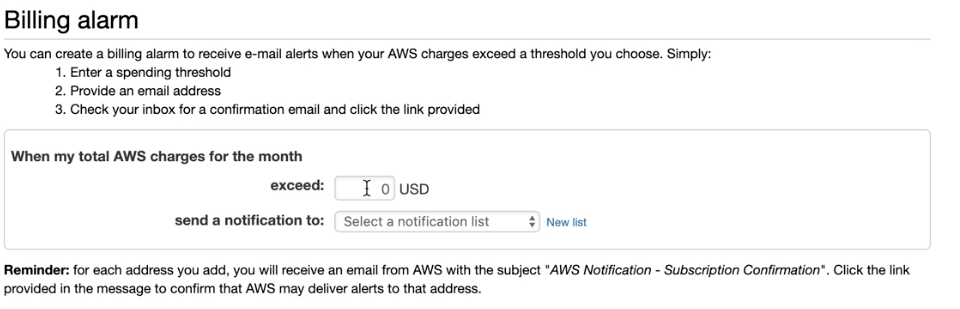 Billing alarm
You can create a billing alarm to receive e-mail alerts when your AWS charges exceed a threshold you choose. Simply:
1. Enter a spending threshold
2. Provide an email address
3. Check your inbox for a confirmation email and click the link provided
When my total AWS charges for the month
exceed: 0 USD
send a notification to: Select a notification list New list
Reminder: for each address you add, you will receive an email from AWS with the subject "AWS Notification - Subscription Confirmation". Click the link
provided in the message to confirm that AWS may deliver alerts to that address.